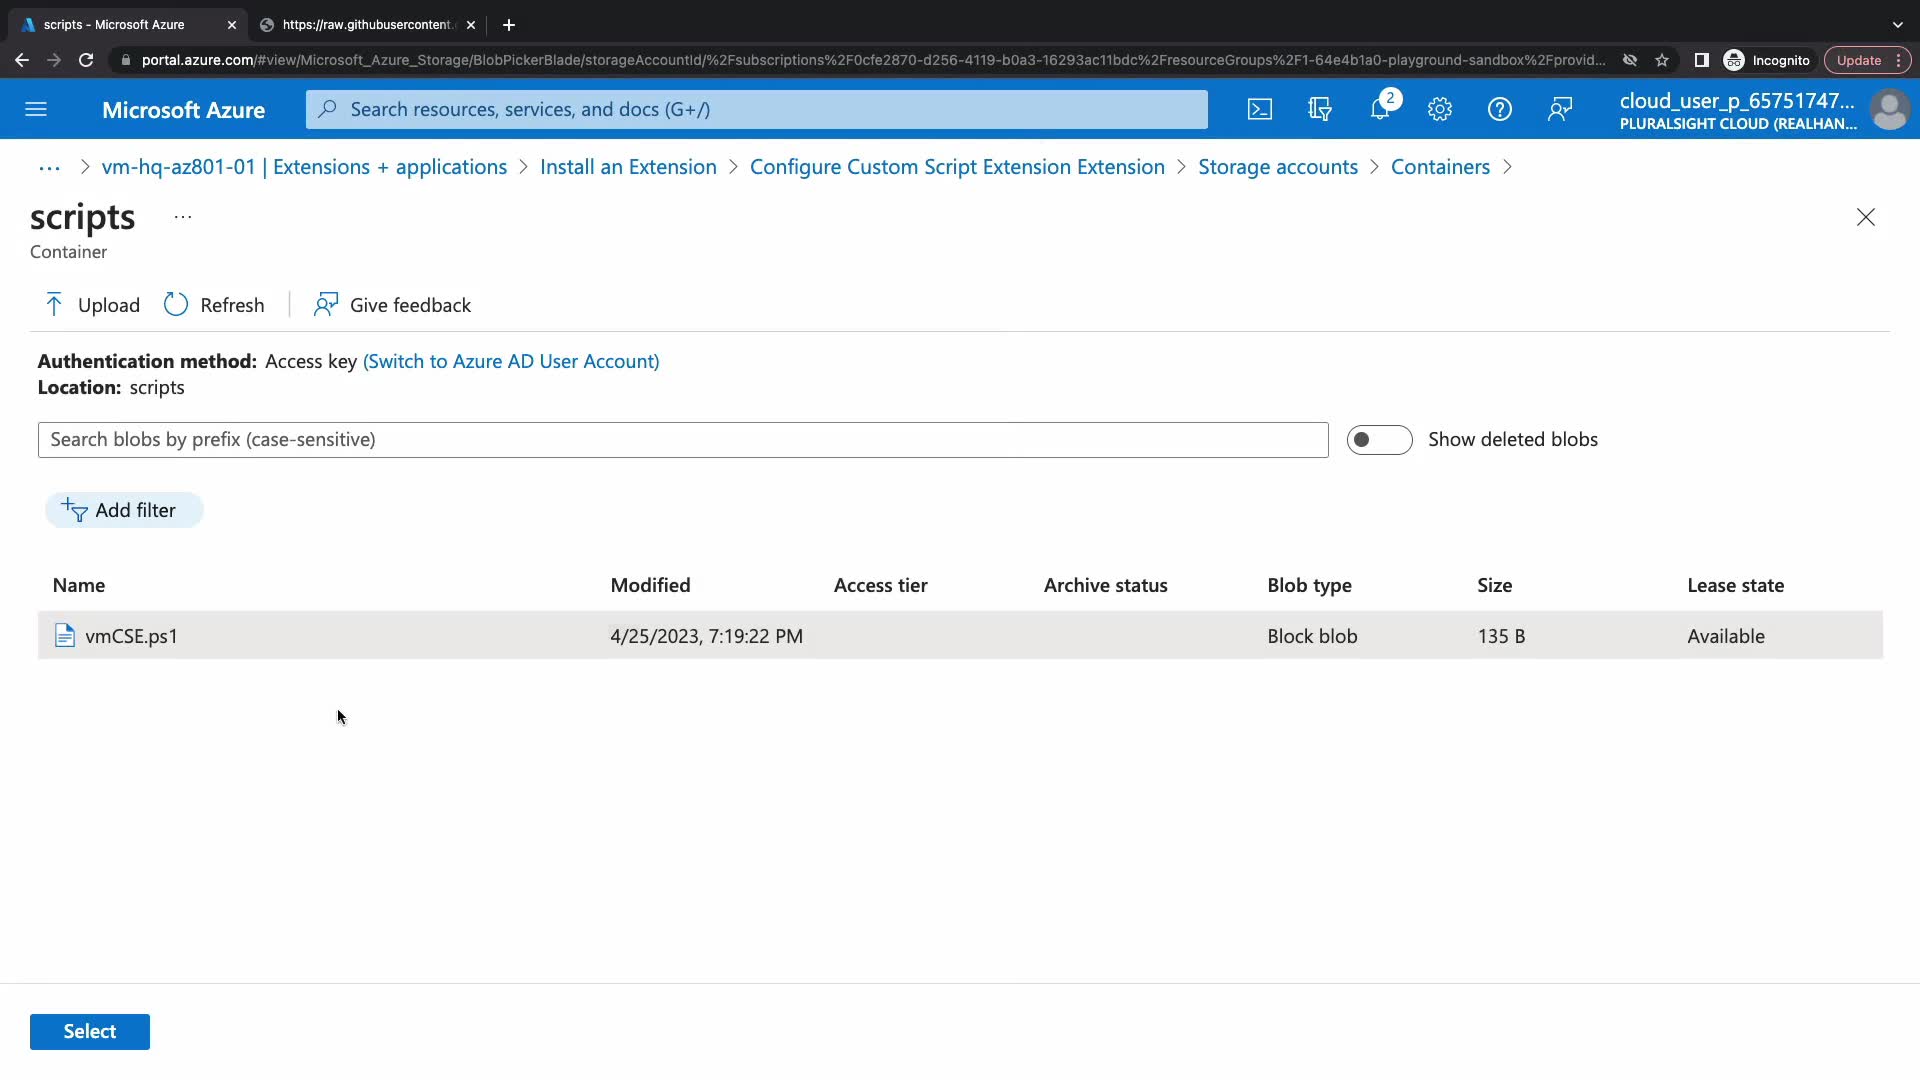 scripts - Microsoft Azure
https://raw.githubusercontent.c
portal.azure.com/#view/Microsoft_Azure_Storage/BlobPickerBlade/storageAccountId/%2Fsubscriptions%2F0cfe2870-d256-4119-b0a3-16293ac11bdc%2FresourceGroups%2F1-64e4b1a0-playground-sandbox%2Fprovid...
Incognito
Update
Microsoft Azure
Search resources, services, and docs (G+/)
2
cloud_user_p_65751747...
PLURALSIGHT CLOUD (REALHAN...
... > vm-hq-az801-01 | Extensions + applications > Install an Extension > Configure Custom Script Extension Extension > Storage accounts > Containers >
scripts ...
Container
Upload Refresh Give feedback
Authentication method: Access key (Switch to Azure AD User Account)
Location: scripts
Search blobs by prefix (case-sensitive)
Show deleted blobs
Add filter
Name Modified Access tier Archive status Blob type Size Lease state
vmCSE.ps1 4/25/2023, 7:19:22 PM Block blob 135 B Available
Select